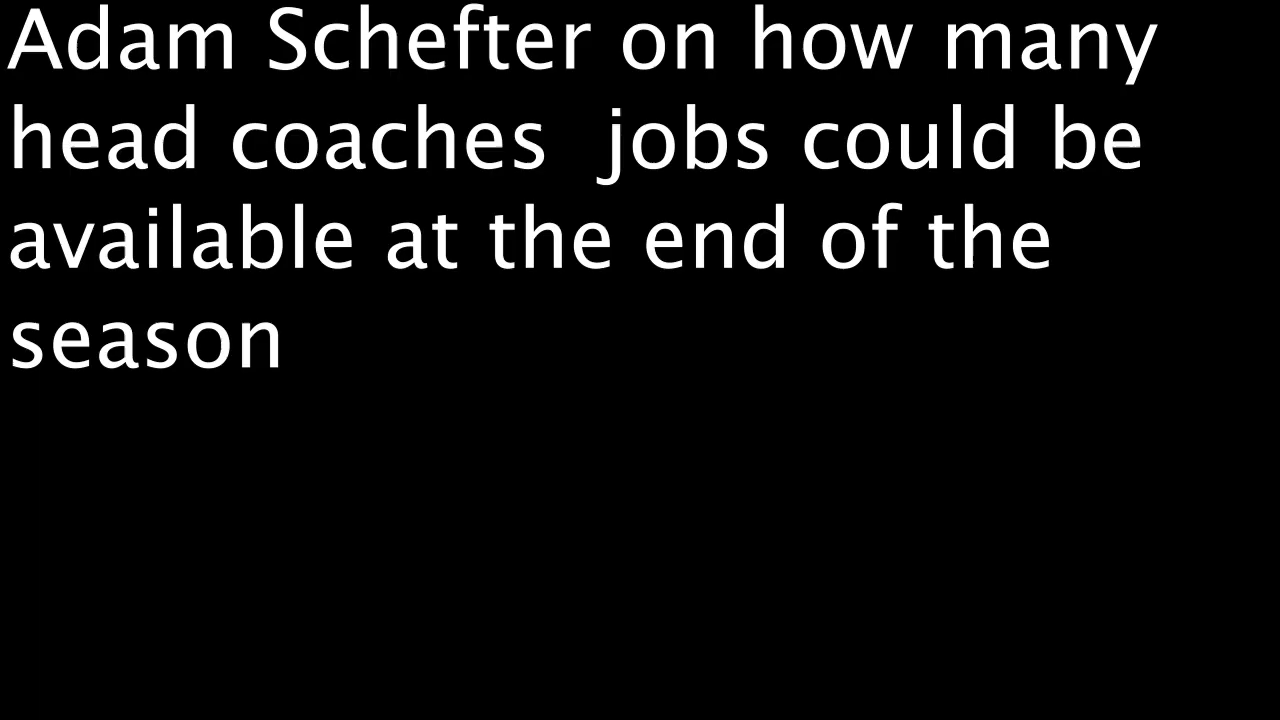 Adam Schefter on how many
head coaches  jobs could be
available at the end of the
season